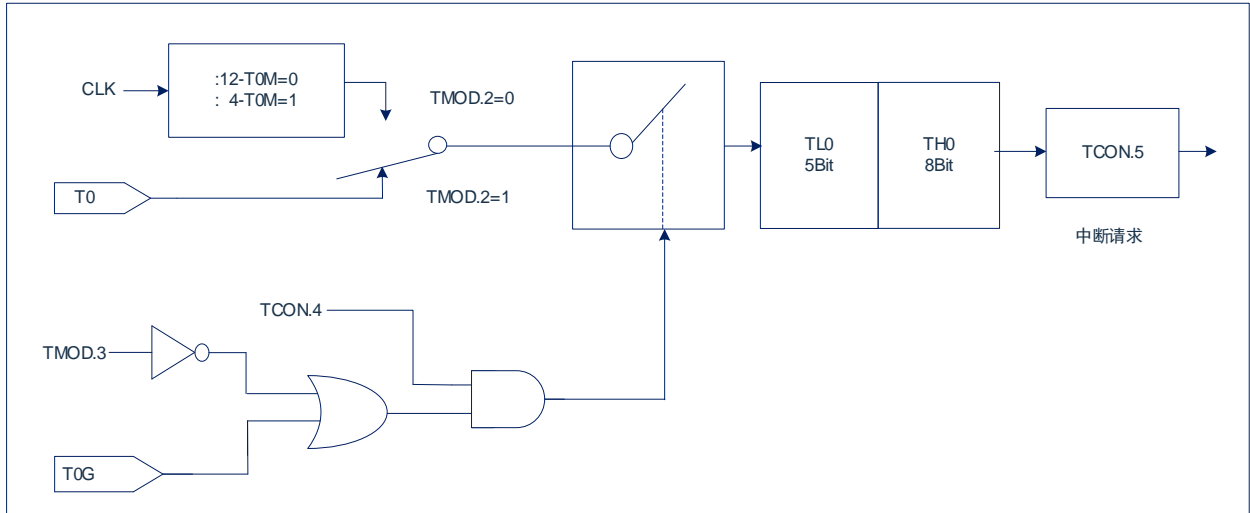 CLK
:12-T0M=0
: 4-T0M=1
TMOD.2=0
TMOD.2=1
T0
TL0
5Bit
TH0
8Bit
TCON.5
中断请求
TCON.4
TMOD.3
T0G